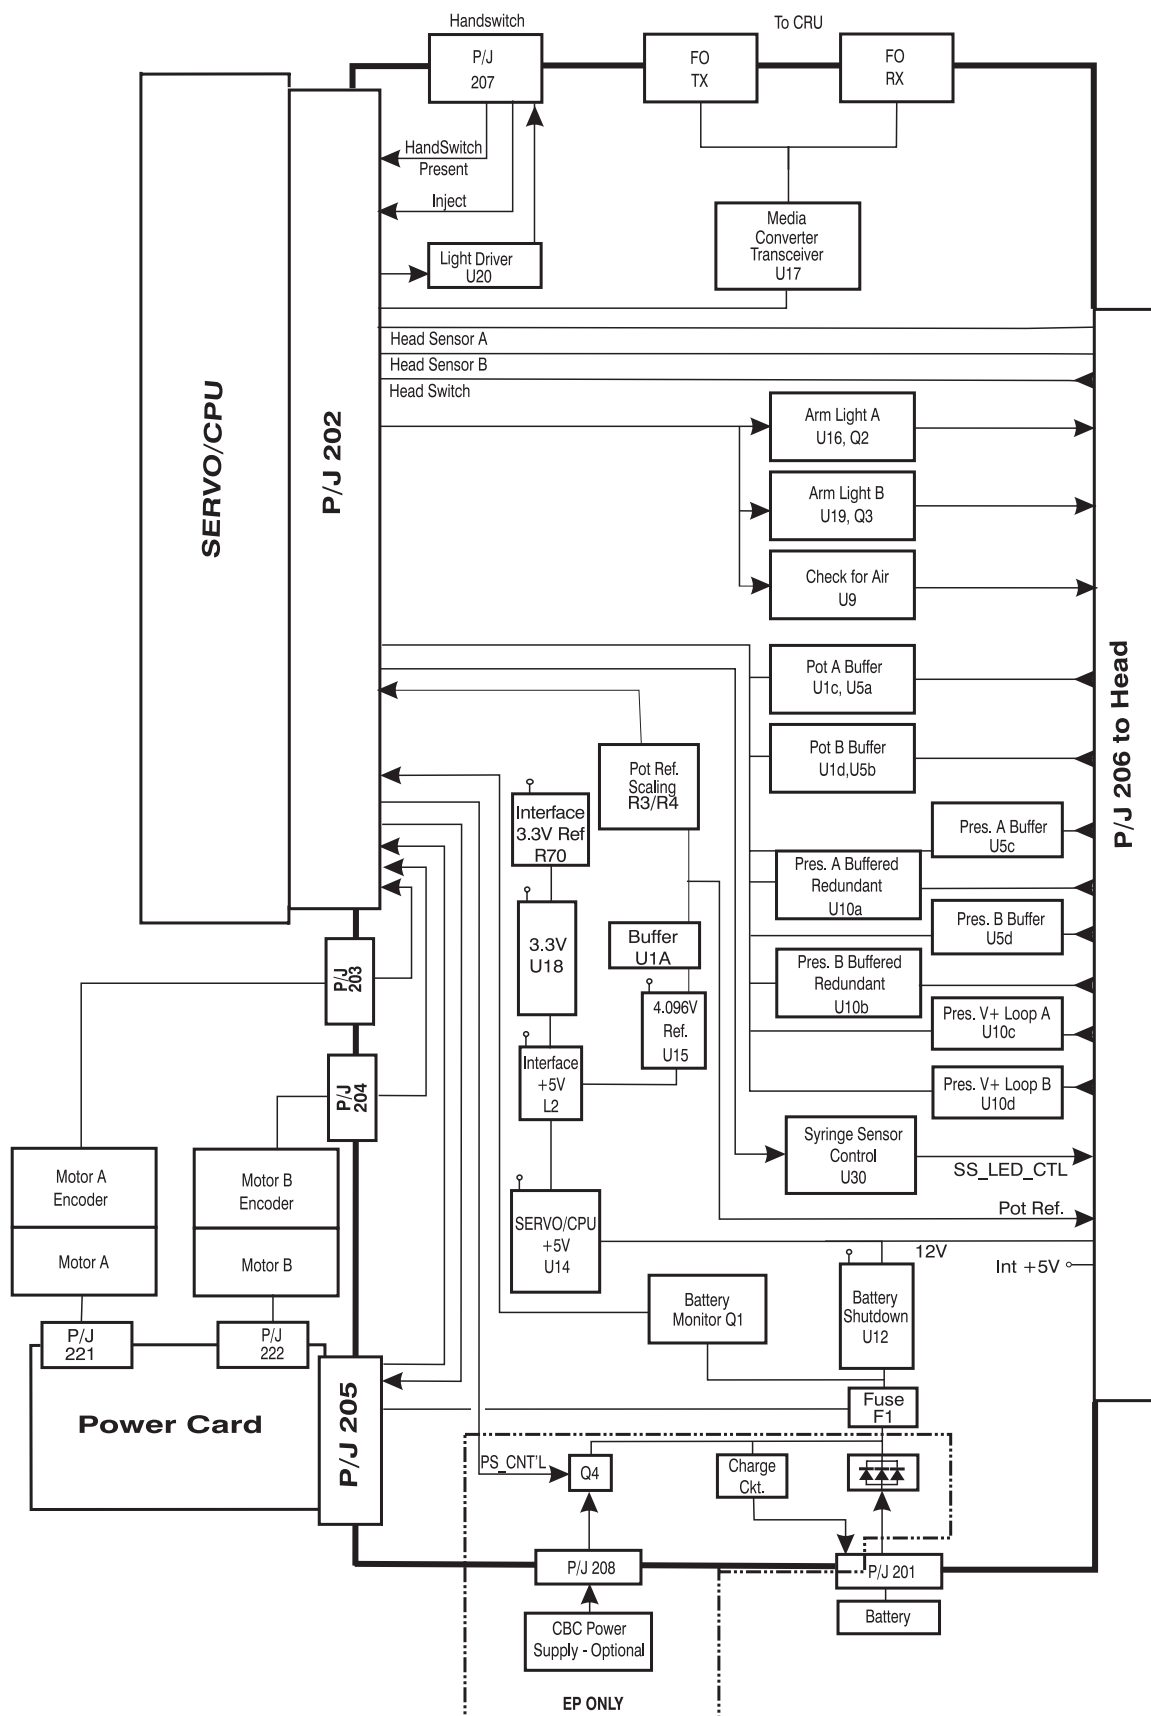 Handswitch
To CRU
P/J
207
FO
TX
FO
RX
HandSwitch
Present
Inject
Light Driver
U20
Media
Converter
Transceiver
U17
SERVO/CPU
P/J 202
Head Sensor A
Head Sensor B
Head Switch
Arm Light A
U16, Q2
Arm Light B
U19, Q3
Check for Air
U9
P/J 206 to Head
Pot A Buffer
U1c, U5a
Pot B Buffer
U1d,U5b
Pot Ref.
Scaling
R3/R4
Interface
3.3V Ref
R70
Pres. A Buffer
U5c
Pres. A Buffered
Redundant
U10a
Pres. B Buffer
U5d
Buffer
U1A
3.3V
U18
Pres. B Buffered
Redundant
U10b
P/J
203
4.096V
Ref.
U15
Pres. V+ Loop A
U10c
Interface
+5V
L2
Pres. V+ Loop B
U10d
P/J
204
Syringe Sensor
Control
U30
SS_LED_CTL
Motor A
Encoder
Motor B
Encoder
Pot Ref.
SERVO/CPU
+5V
U14
Motor A
Motor B
12V
Int +5V
Battery
Monitor Q1
Battery
Shutdown
U12
P/J
221
P/J
222
Power Card
P/J 205
Fuse
F1
PS_CNT'L
Q4
Charge
Ckt.
P/J 208
P/J 201
CBC Power
Supply - Optional
Battery
EP ONLY